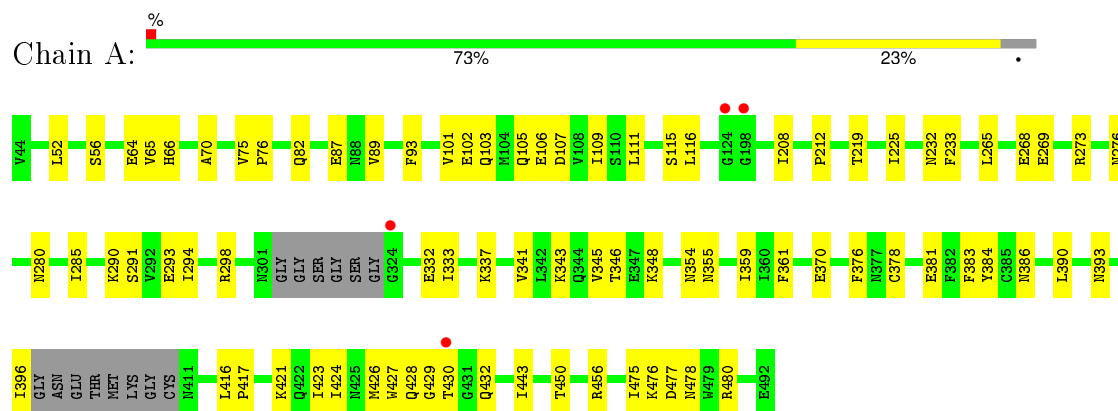 %
Chain A:
73% 23% •
V44 L52 S56 E64 V65 H66 A70 V75 P76 Q82 E87 N88 V89 F93 V101 E102 Q103 M104 Q105 E106 D107 V108 I109 S110 L111 S115 L116 G124 G198 I208 P212 T219 I225 N232 F233 L265 E268 E269 R273 N276
N280 I285 K290 S291 V292 E293 I294 R298 N301 GLY GLY SER GLY SER GLY G324 E332 I333 K337 V341 L342 K343 Q344 V345 T346 E347 K348 N354 N355 I359 I360 F361 E370 F376 N377 C378 E381 F382 F383 Y384 C385 N386 L390 N393
I396 GLY ASN GLU THR MET LYS GLY CYS N411 L416 P417 K421 Q422 I423 I424 N425 M426 W427 Q428 G429 T430 G431 Q432 I443 T450 R456 I475 K476 D477 N478 W479 R480 E492